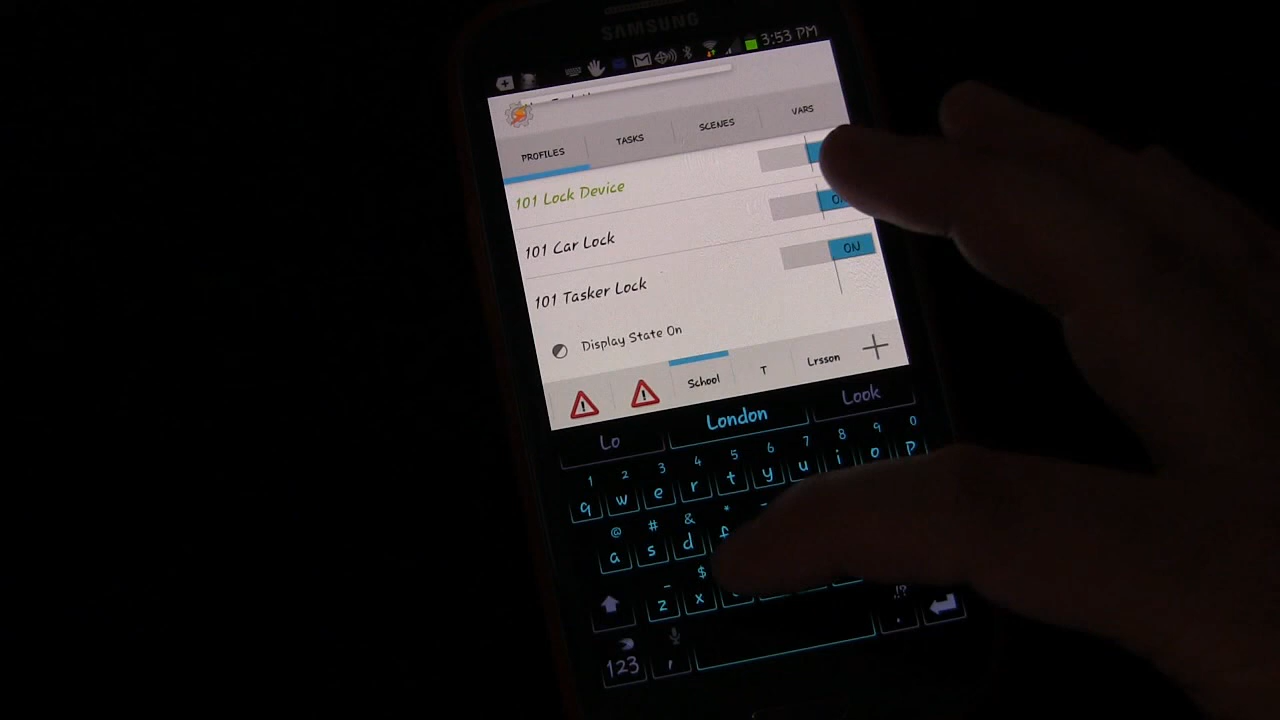 SAMSUNG
3:53 PM
PROFILES TASKS SCENES VARS
101 Lock Device
101 Car Lock
101 Tasker Lock
ON
Display State On
School T Lrsson
Lo London Look
1 2 3 4 5 6 7 8 9 0
q w e r t y u i o p
@ # & *
a s d f
$
z x
!?
123 , .